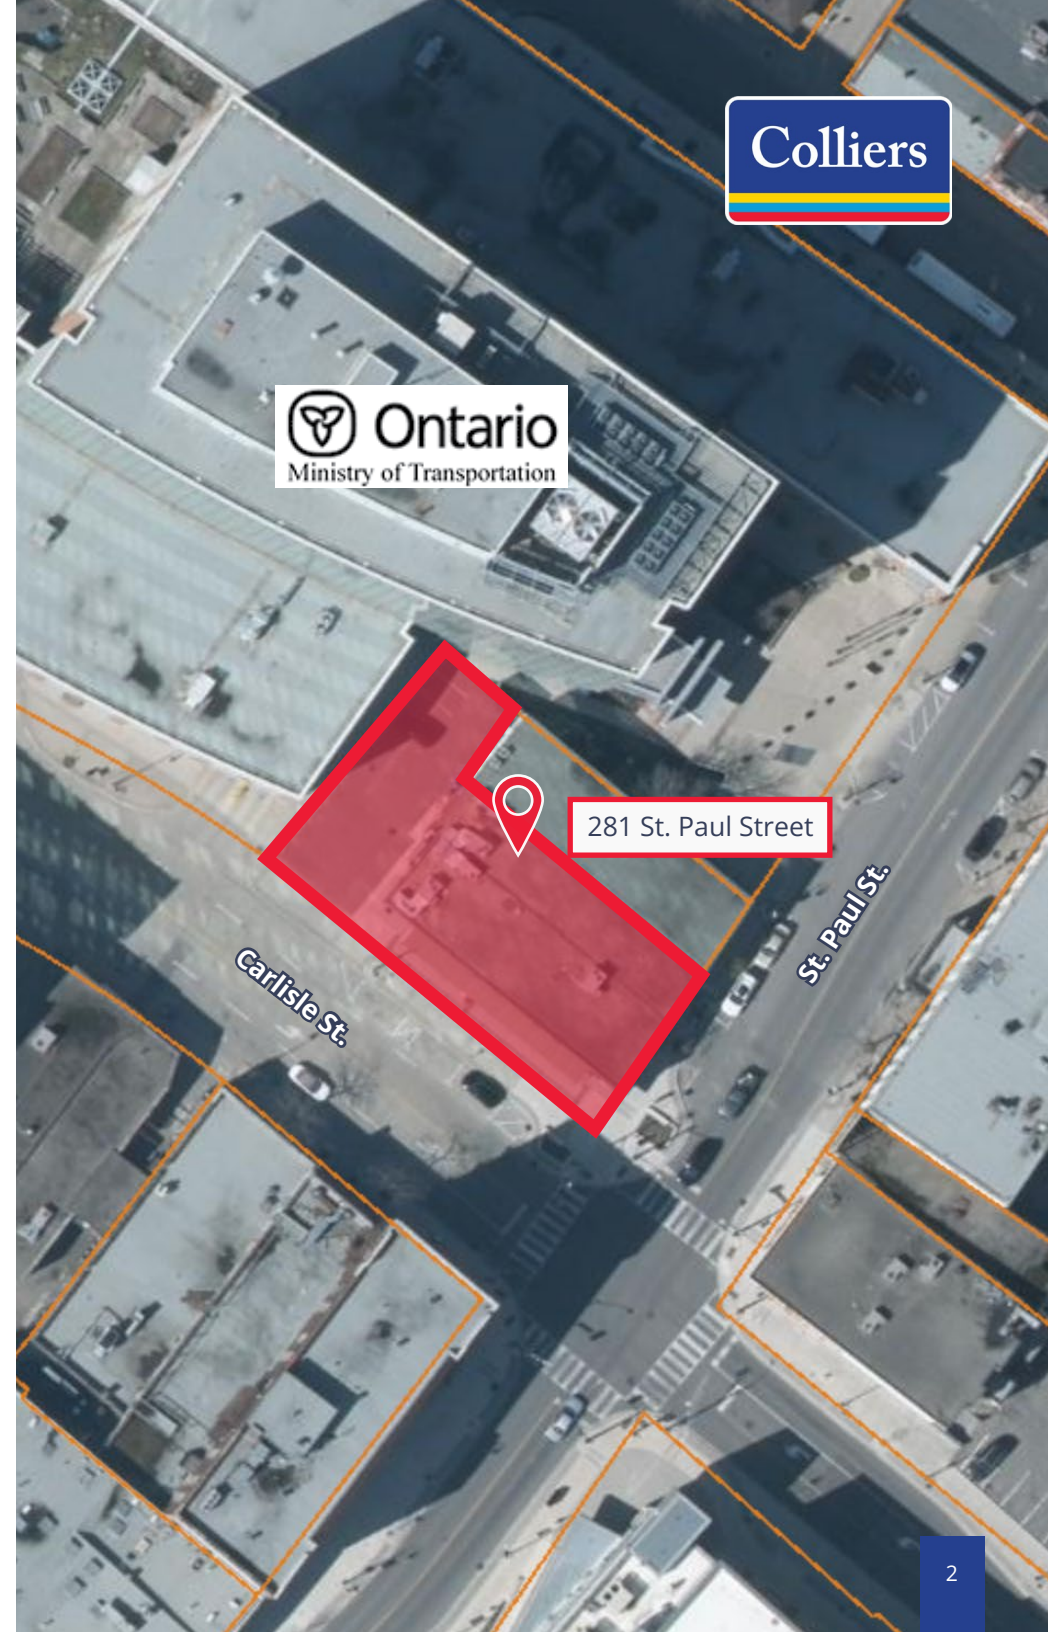 Colliers
Ontario
Ministry of Transportation
281 St. Paul Street
St. Paul St.
Carlisle St.
2